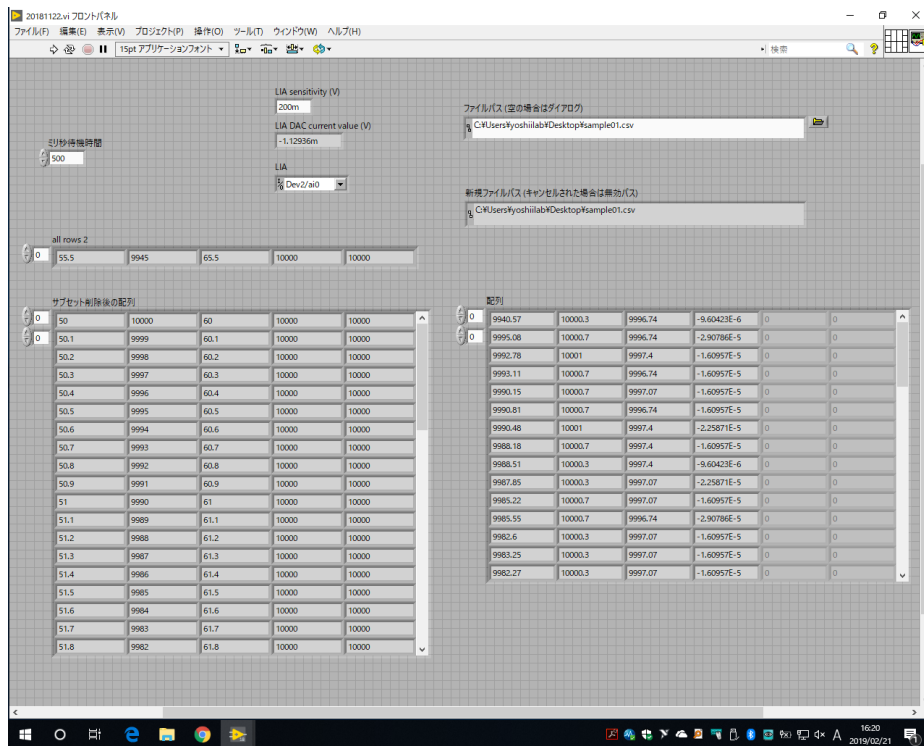 20181122.vi フロントパネル
ファイル(F) 編集(E) 表示(V) プロジェクト(P) 操作(O) ツール(T) ウィンドウ(W) ヘルプ(H)
15pt アプリケーションフォント
検索
LIA sensitivity (V)
200m
LIA DAC current value (V)
-1.12936m
LIA
Dev2/ai0
ミリ秒待機時間
500
ファイルパス (空の場合はダイアログ)
C:¥Users¥yoshiilab¥Desktop¥sample01.csv
新規ファイルパス (キャンセルされた場合は無効パス)
C:¥Users¥yoshiilab¥Desktop¥sample01.csv
all rows 2
0 55.5 9945 65.5 10000 10000
サブセット削除後の配列
0 50 10000 60 10000 10000
0 50.1 9999 60.1 10000 10000
50.2 9998 60.2 10000 10000
50.3 9997 60.3 10000 10000
50.4 9996 60.4 10000 10000
50.5 9995 60.5 10000 10000
50.6 9994 60.6 10000 10000
50.7 9993 60.7 10000 10000
50.8 9992 60.8 10000 10000
50.9 9991 60.9 10000 10000
51 9990 61 10000 10000
51.1 9989 61.1 10000 10000
51.2 9988 61.2 10000 10000
51.3 9987 61.3 10000 10000
51.4 9986 61.4 10000 10000
51.5 9985 61.5 10000 10000
51.6 9984 61.6 10000 10000
51.7 9983 61.7 10000 10000
51.8 9982 61.8 10000 10000
配列
0 9940.57 10000.3 9996.74 -9.60423E-6 0 0
0 9995.08 10000.7 9996.74 -2.90786E-5 0 0
9992.78 10001 9997.4 -1.60957E-5 0 0
9993.11 10000.7 9996.74 -1.60957E-5 0 0
9990.15 10000.7 9997.07 -1.60957E-5 0 0
9990.81 10000.7 9996.74 -1.60957E-5 0 0
9990.48 10001 9997.4 -2.25871E-5 0 0
9988.18 10000.7 9997.4 -1.60957E-5 0 0
9988.51 10000.3 9997.4 -9.60423E-6 0 0
9987.85 10000.3 9997.07 -2.25871E-5 0 0
9985.22 10000.7 9997.07 -1.60957E-5 0 0
9985.55 10000.7 9996.74 -2.90786E-5 0 0
9982.6 10000.3 9997.07 -1.60957E-5 0 0
9983.25 10000.3 9997.07 -1.60957E-5 0 0
9982.27 10000.3 9997.07 -1.60957E-5 0 0
A
16:20
2019/02/21